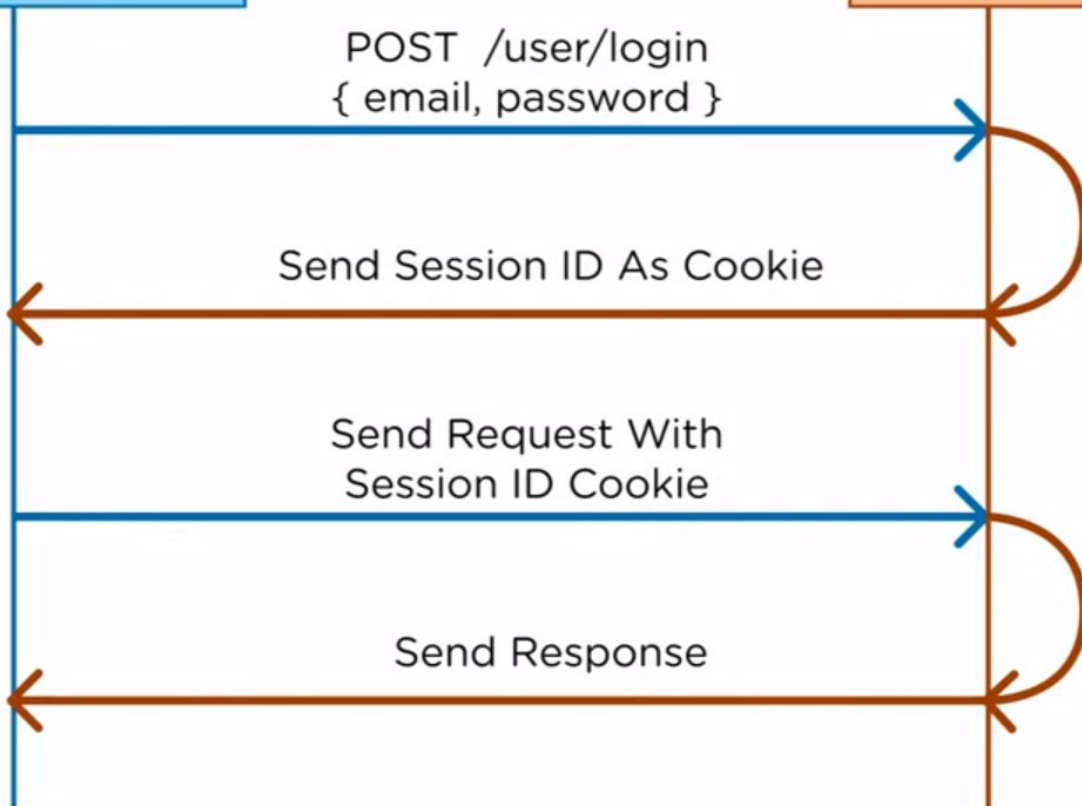 POST /user/login
{ email, password }
Send Session ID As Cookie
Send Request With
Session ID Cookie
Send Response